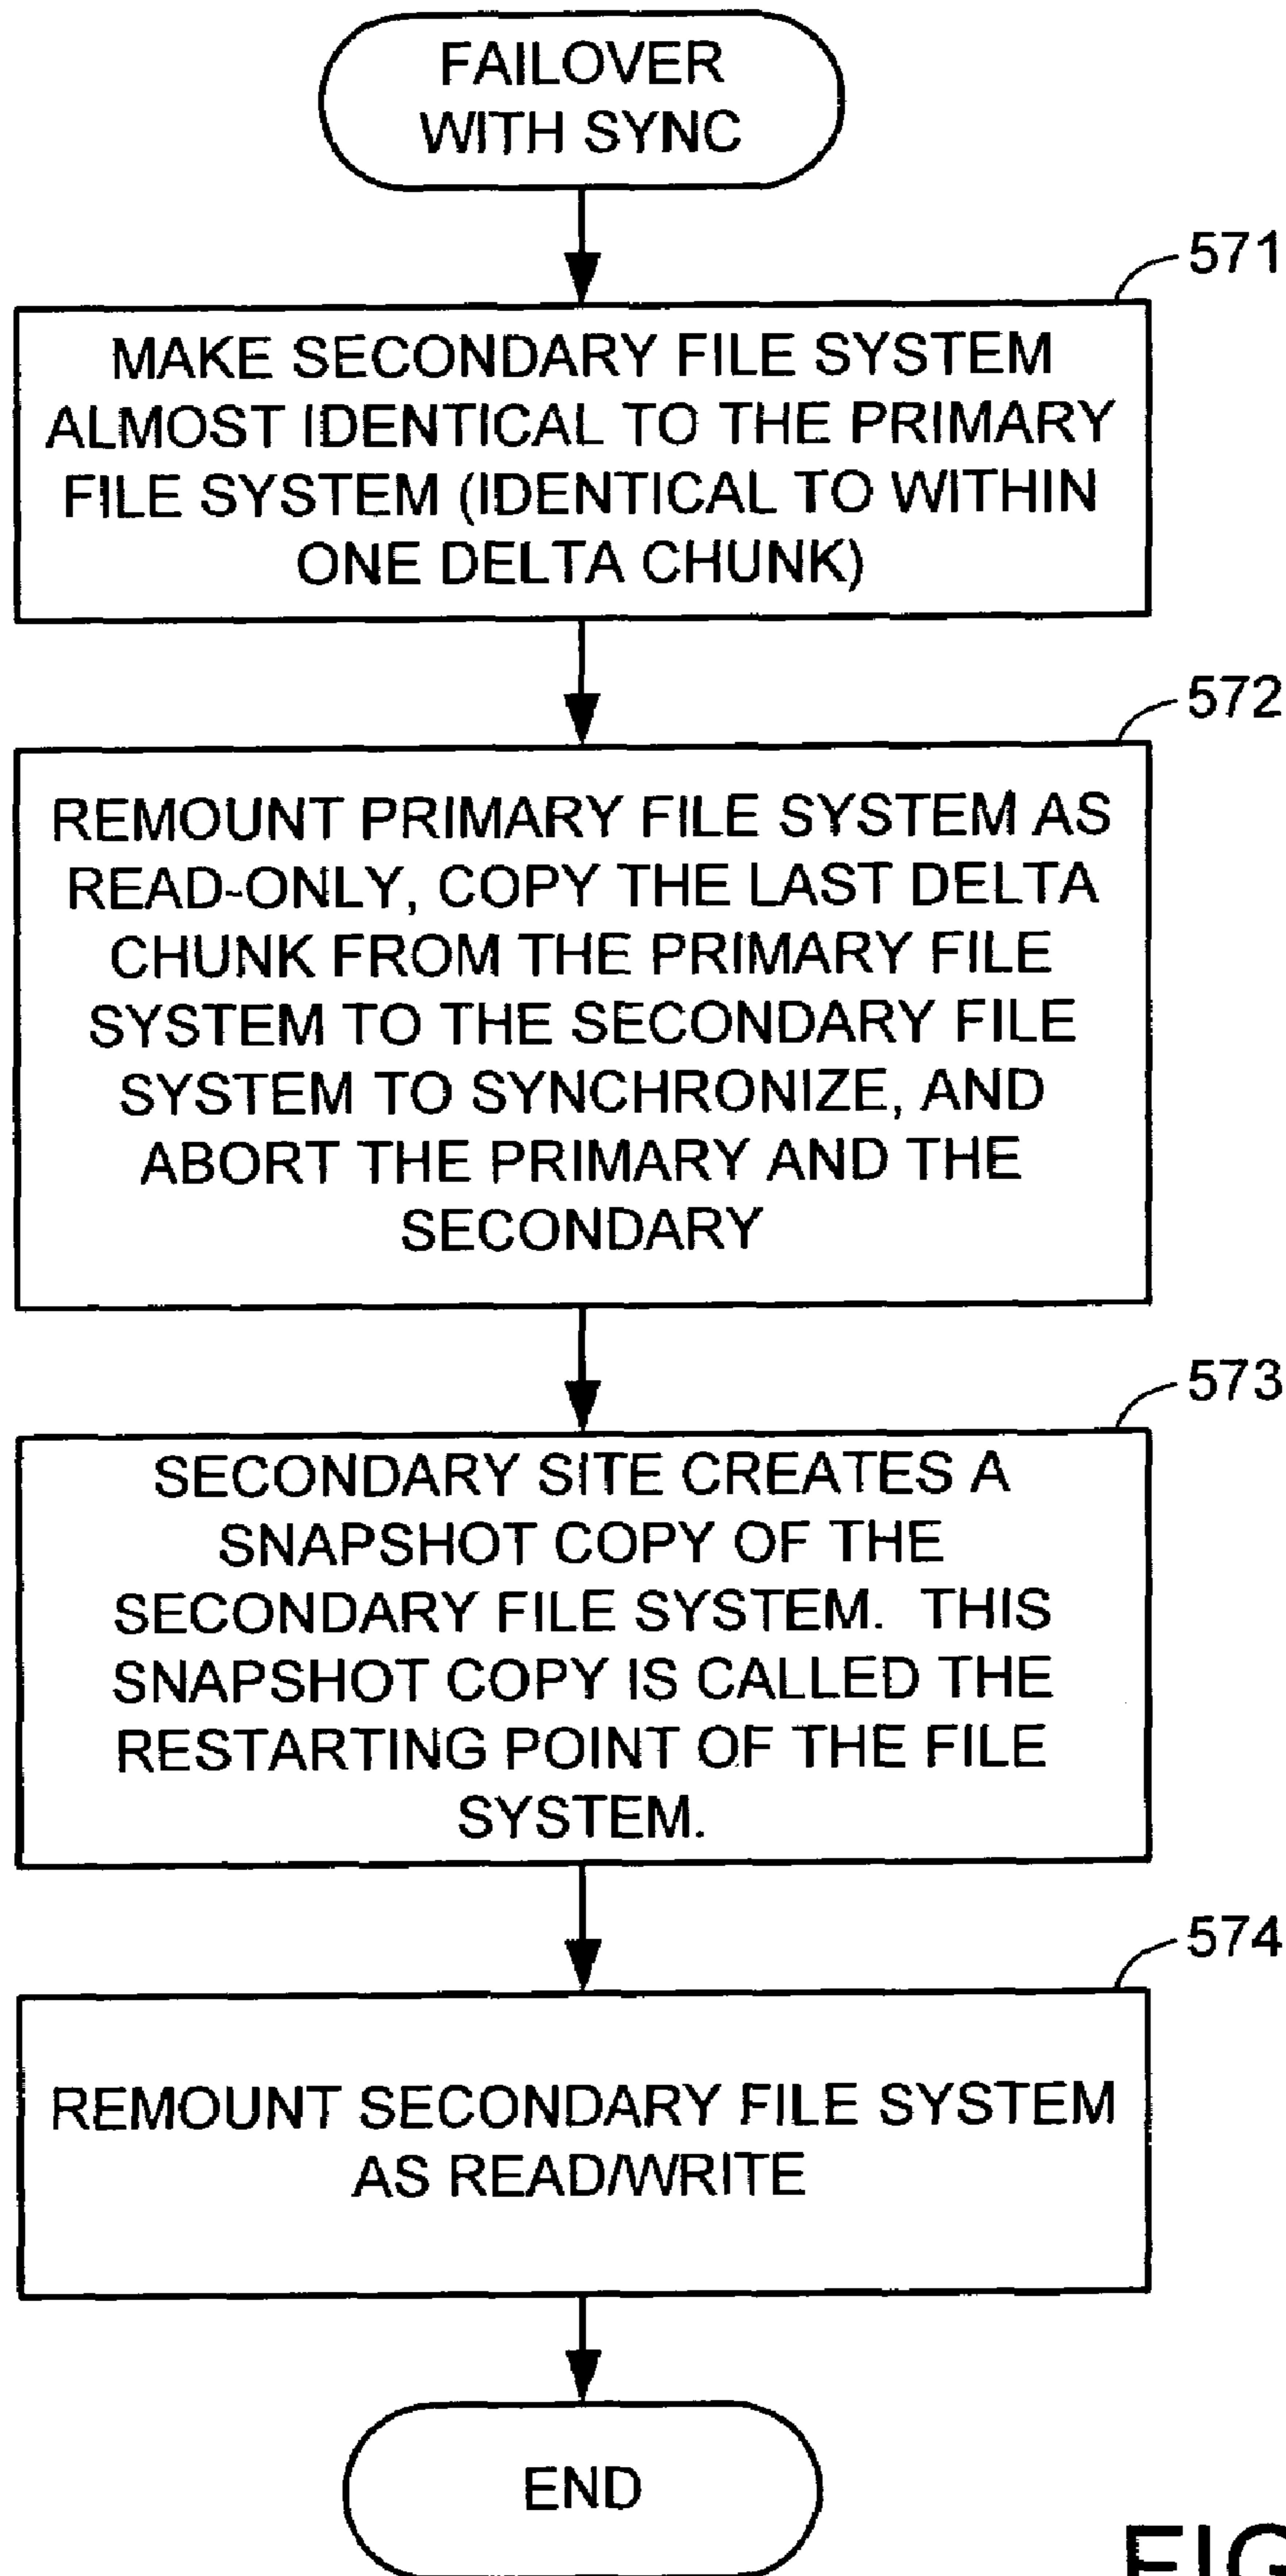 FAILOVER
WITH SYNC
571
MAKE SECONDARY FILE SYSTEM
ALMOST IDENTICAL TO THE PRIMARY
FILE SYSTEM (IDENTICAL TO WITHIN
ONE DELTA CHUNK)
572
REMOUNT PRIMARY FILE SYSTEM AS
READ-ONLY, COPY THE LAST DELTA
CHUNK FROM THE PRIMARY FILE
SYSTEM TO THE SECONDARY FILE
SYSTEM TO SYNCHRONIZE, AND
ABORT THE PRIMARY AND THE
SECONDARY
573
SECONDARY SITE CREATES A
SNAPSHOT COPY OF THE
SECONDARY FILE SYSTEM. THIS
SNAPSHOT COPY IS CALLED THE
RESTARTING POINT OF THE FILE
SYSTEM.
574
REMOUNT SECONDARY FILE SYSTEM
AS READ/WRITE
END